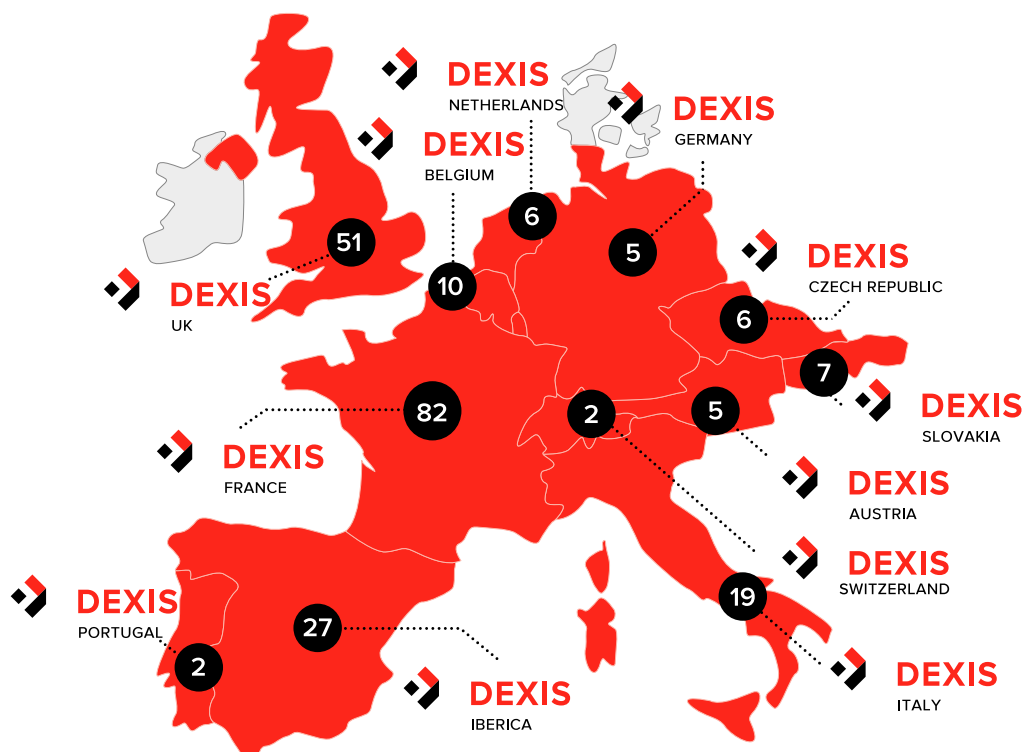 DEXIS
NETHERLANDS
DEXIS
GERMANY
DEXIS
BELGIUM
6
51
5
DEXIS
CZECH REPUBLIC
10
DEXIS
UK
6
7
82
2
5
DEXIS
SLOVAKIA
DEXIS
FRANCE
DEXIS
AUSTRIA
DEXIS
SWITZERLAND
DEXIS
PORTUGAL
19
27
2
DEXIS
IBERICA
DEXIS
ITALY